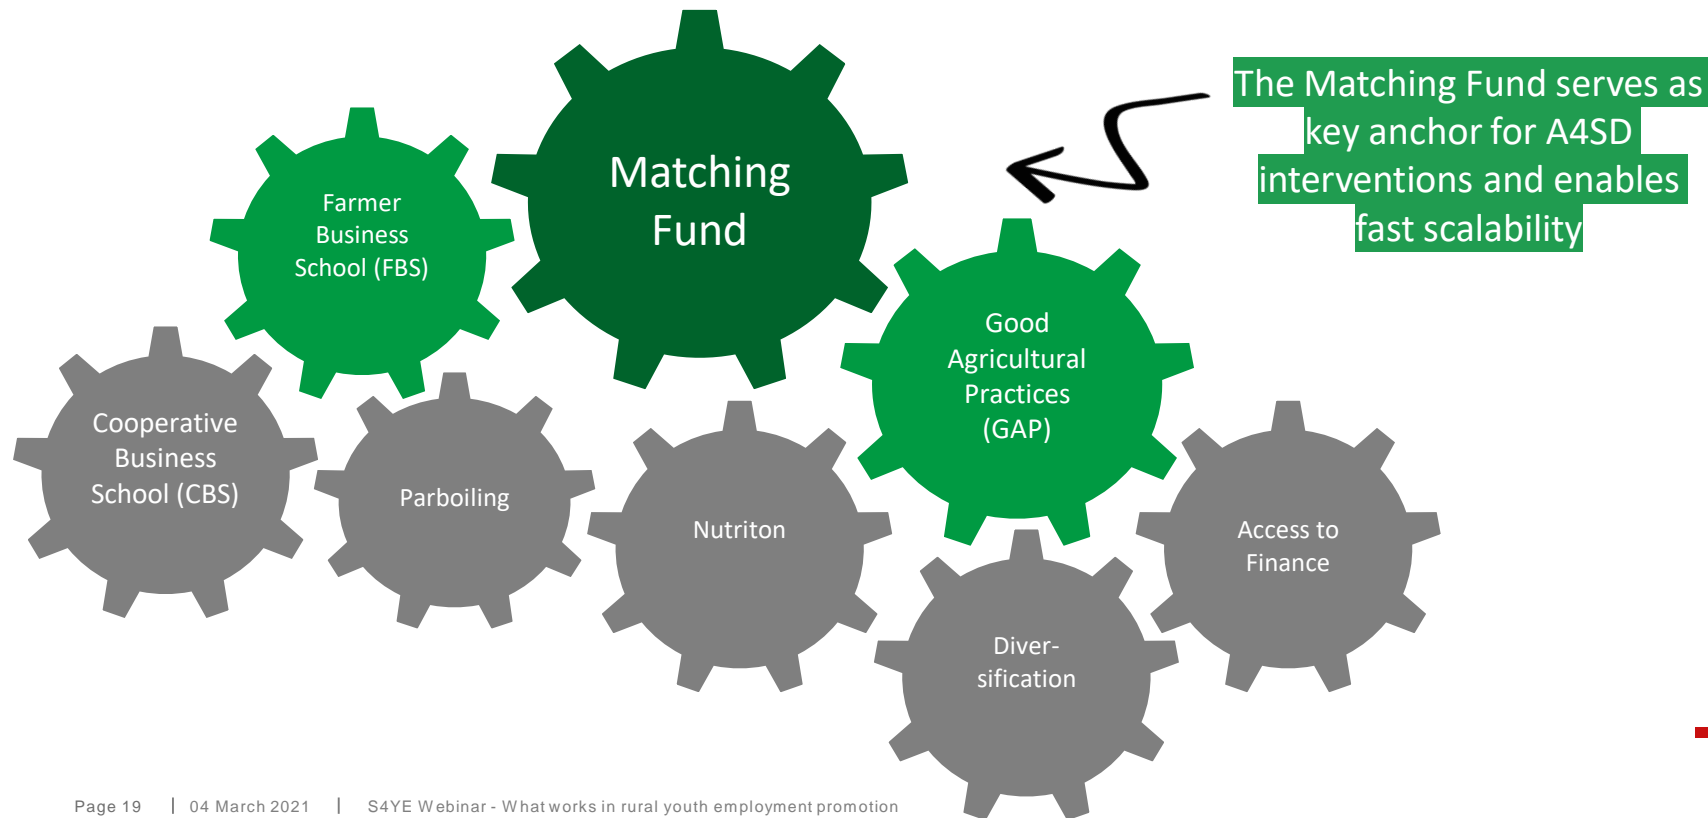 Matching
Fund
The Matching Fund serves as
key anchor for A4SD
interventions and enables
fast scalability
Farmer
Business
School (FBS)
Good
Agricultural
Practices
(GAP)
Cooperative
Business
School (CBS)
Parboiling
Nutriton
Access to
Finance
Diver-
sification
Page 19 | 04 March 2021 | S4YE Webinar - What works in rural youth employment promotion